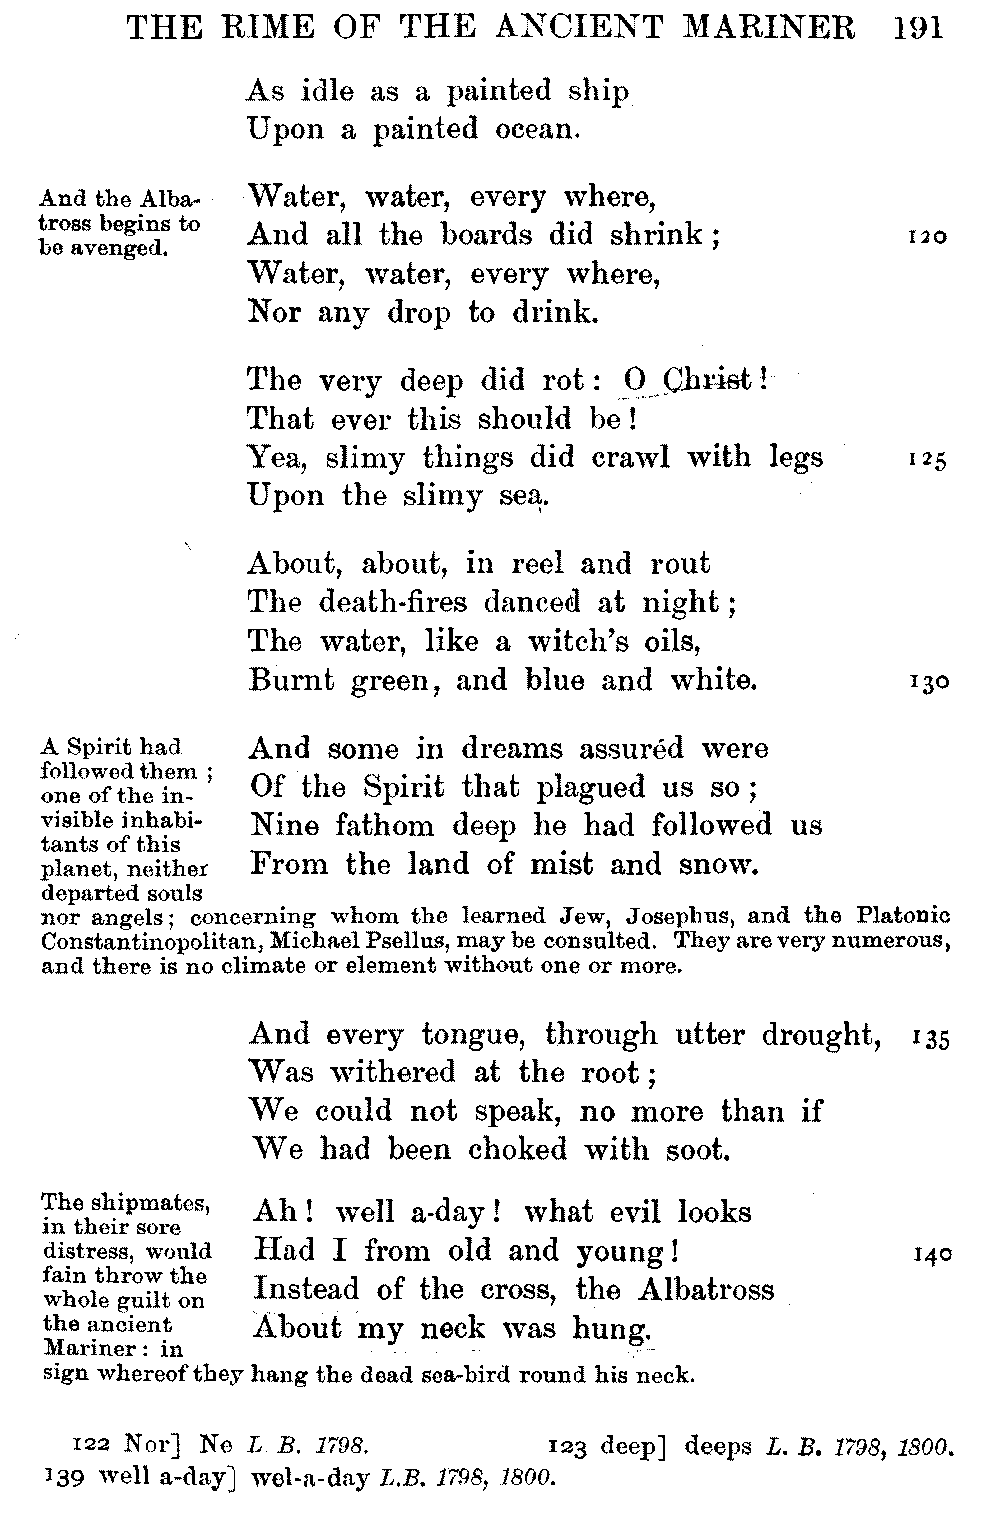 THE RIME OF THE ANCIENT MARINER 191
As idle as a painted ship
Upon a painted ocean.
And the Alba-
tross begins to
be avenged.
Water, water, every where,
And all the boards did shrink ; 120
Water, water, every where,
Nor any drop to drink.
The very deep did rot : O Christ !
That ever this should be !
Yea, slimy things did crawl with legs 125
Upon the slimy sea.
About, about, in reel and rout
The death-fires danced at night ;
The water, like a witch's oils,
Burnt green, and blue and white. 130
A Spirit had
followed them ;
one of the in-
visible inhabi-
tants of this
planet, neither
departed souls
nor angels ; concerning whom the learned Jew, Josephus, and the Platonic
Constantinopolitan, Michael Psellus, may be consulted. They are very numerous,
and there is no climate or element without one or more.
And some in dreams assuréd were
Of the Spirit that plagued us so ;
Nine fathom deep he had followed us
From the land of mist and snow.
And every tongue, through utter drought, 135
Was withered at the root ;
We could not speak, no more than if
We had been choked with soot.
The shipmates,
in their sore
distress, would
fain throw the
whole guilt on
the ancient
Mariner : in
sign whereof they hang the dead sea-bird round his neck.
Ah ! well a-day ! what evil looks
Had I from old and young ! 140
Instead of the cross, the Albatross
About my neck was hung.
122 Nor] Ne L. B. 1798. 123 deep] deeps L. B. 1798, 1800.
139 well a-day] wel-a-day L.B. 1798, 1800.